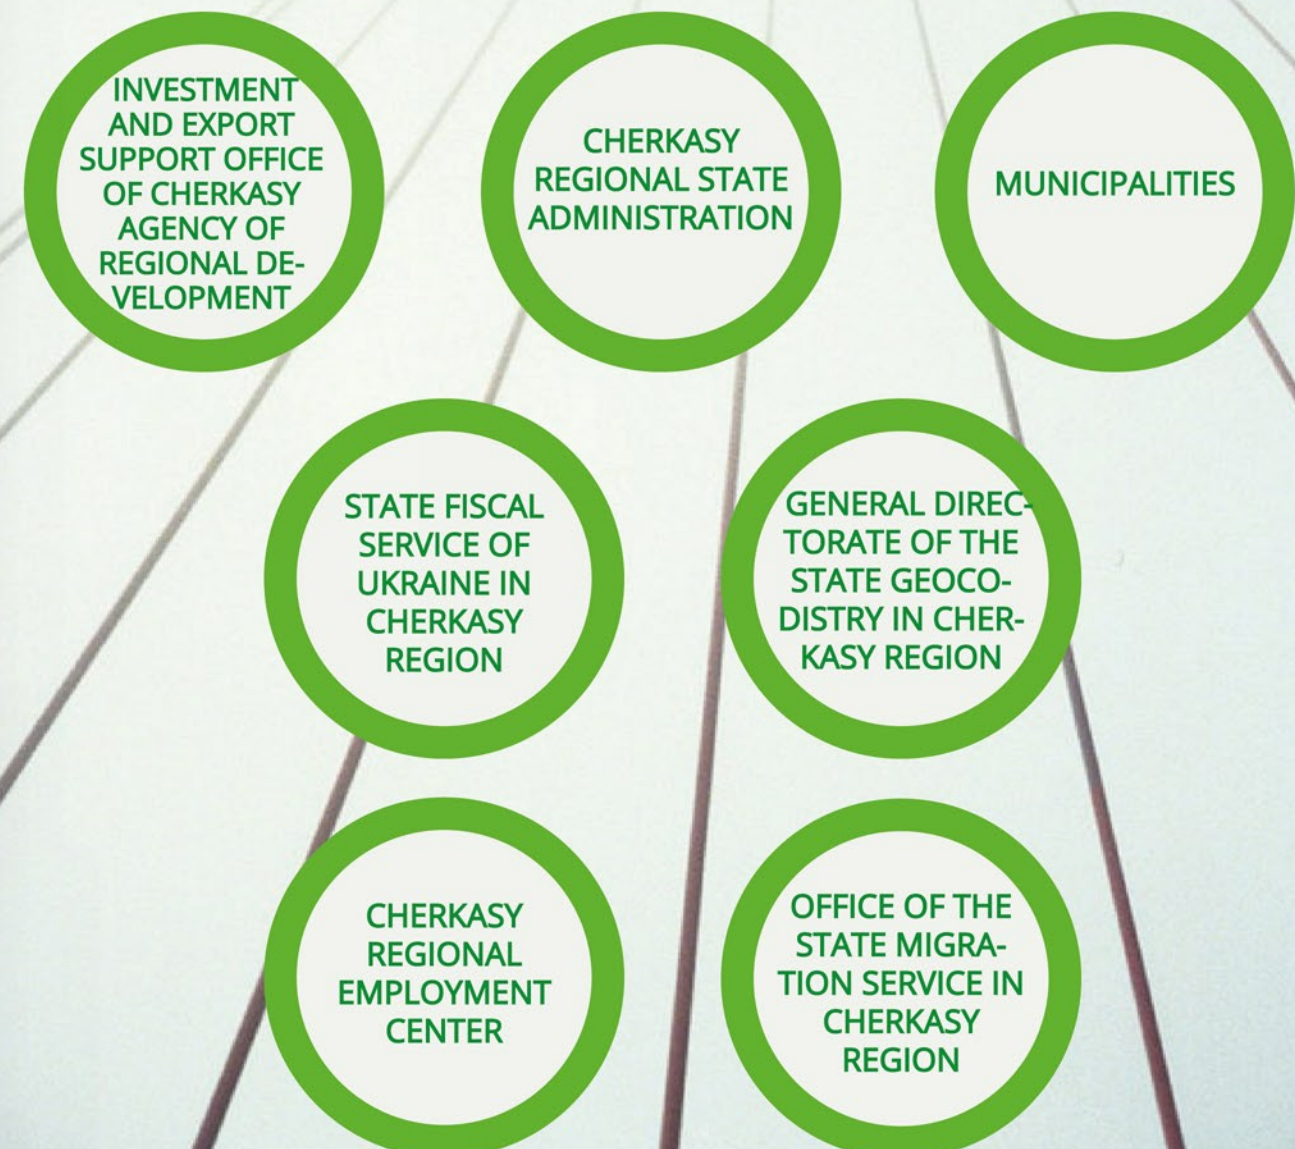 INVESTMENT
AND EXPORT
SUPPORT OFFICE
OF CHERKASY
AGENCY OF
REGIONAL DE-
VELOPMENT
CHERKASY
REGIONAL STATE
ADMINISTRATION
MUNICIPALITIES
STATE FISCAL
SERVICE OF
UKRAINE IN
CHERKASY
REGION
GENERAL DIREC-
TORATE OF THE
STATE GEOCO-
DISTRY IN CHER-
KASY REGION
CHERKASY
REGIONAL
EMPLOYMENT
CENTER
OFFICE OF THE
STATE MIGRA-
TION SERVICE IN
CHERKASY
REGION